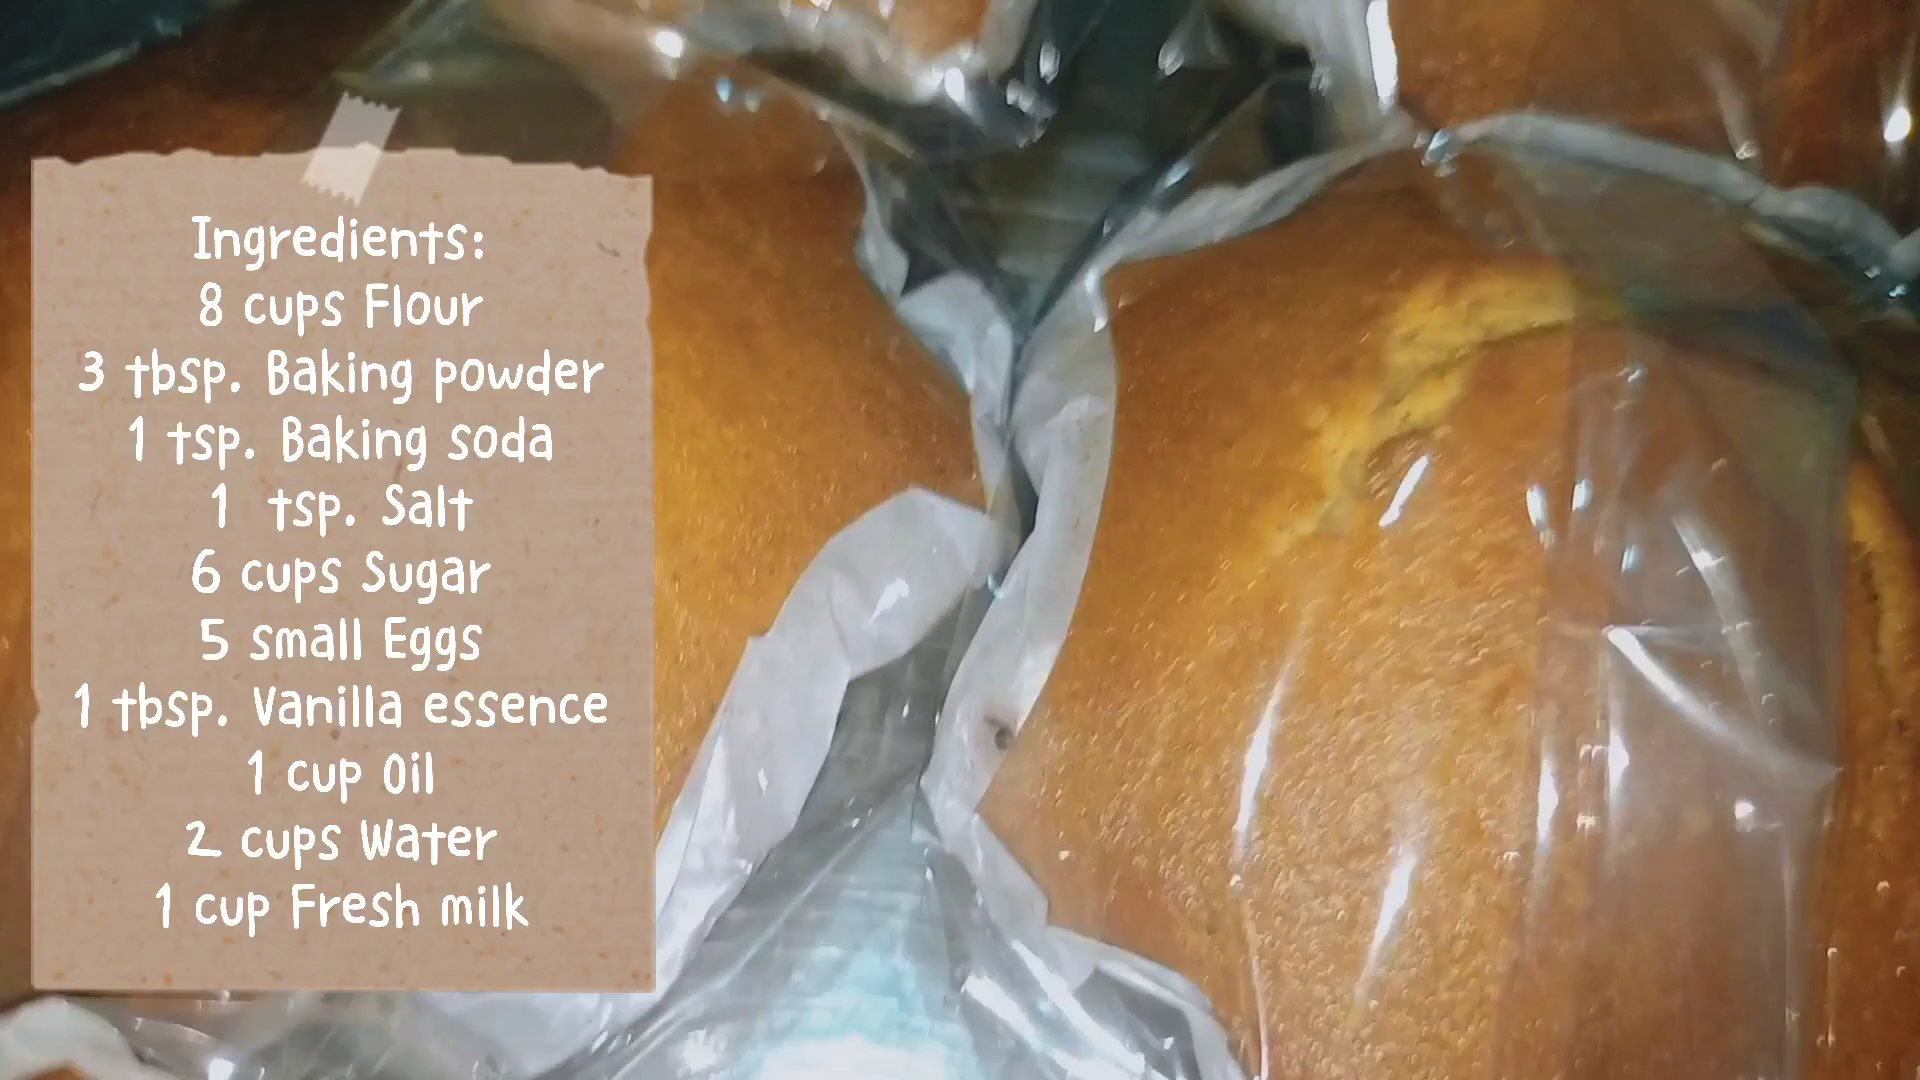 Ingredients:
8 cups Flour
3 tbsp. Baking powder
1 tsp. Baking soda
1 tsp. Salt
6 cups Sugar
5 small Eggs
1 tbsp. Vanilla essence
1 cup Oil
2 cups Water
1 cup Fresh milk